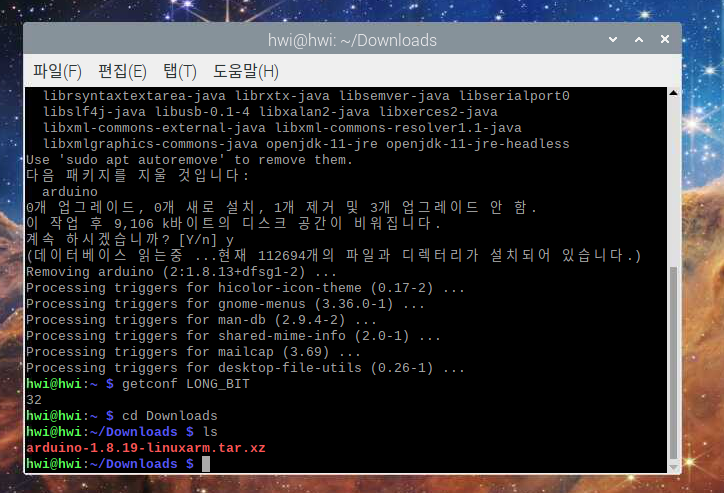 hwi@hwi: ~/Downloads
파일(F) 편집(E) 탭(T) 도움말(H)
librsyntaxtextarea-java librxtx-java libsemver-java libserialport0
libslf4j-java libusb-0.1-4 libxalan2-java libxerces2-java
libxml-commons-external-java libxml-commons-resolver1.1-java
libxmlgraphics-commons-java openjdk-11-jre openjdk-11-jre-headless
Use 'sudo apt autoremove' to remove them.
다음 패키지를 지울 것입니다:
arduino
0개 업그레이드, 0개 새로 설치, 1개 제거 및 3개 업그레이드 안 함.
이 작업 후 9,106 k바이트의 디스크 공간이 비워집니다.
계속 하시겠습니까? [Y/n] y
(데이터베이스 읽는중 ...현재 112694개의 파일과 디렉터리가 설치되어 있습니다.)
Removing arduino (2:1.8.13+dfsg1-2) ...
Processing triggers for hicolor-icon-theme (0.17-2) ...
Processing triggers for gnome-menus (3.36.0-1) ...
Processing triggers for man-db (2.9.4-2) ...
Processing triggers for shared-mime-info (2.0-1) ...
Processing triggers for mailcap (3.69) ...
Processing triggers for desktop-file-utils (0.26-1) ...
hwi@hwi:~ $ getconf LONG_BIT
32
hwi@hwi:~ $ cd Downloads
hwi@hwi:~/Downloads $ ls
arduino-1.8.19-linuxarm.tar.xz
hwi@hwi:~/Downloads $